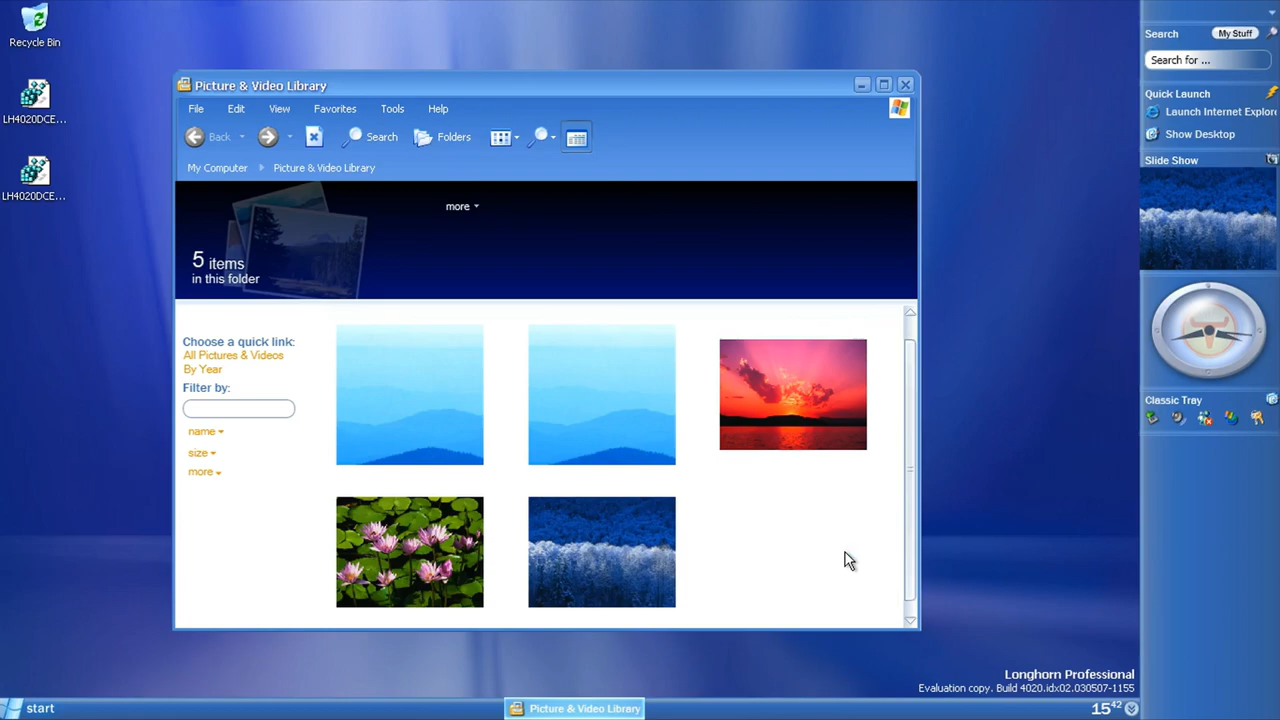 Recycle Bin
LH4020DCE...
LH4020DCE...
Picture & Video Library
File Edit View Favorites Tools Help
Back Search Folders
My Computer Picture & Video Library
more
5 items
in this folder
Choose a quick link:
All Pictures & Videos
By Year
Filter by:
name
size
more
Search My Stuff
Search for ...
Quick Launch
Launch Internet Explor
Show Desktop
Slide Show
Classic Tray
Longhorn Professional
Evaluation copy. Build 4020.idx02.030507-1155
start
Picture & Video Library
15 42